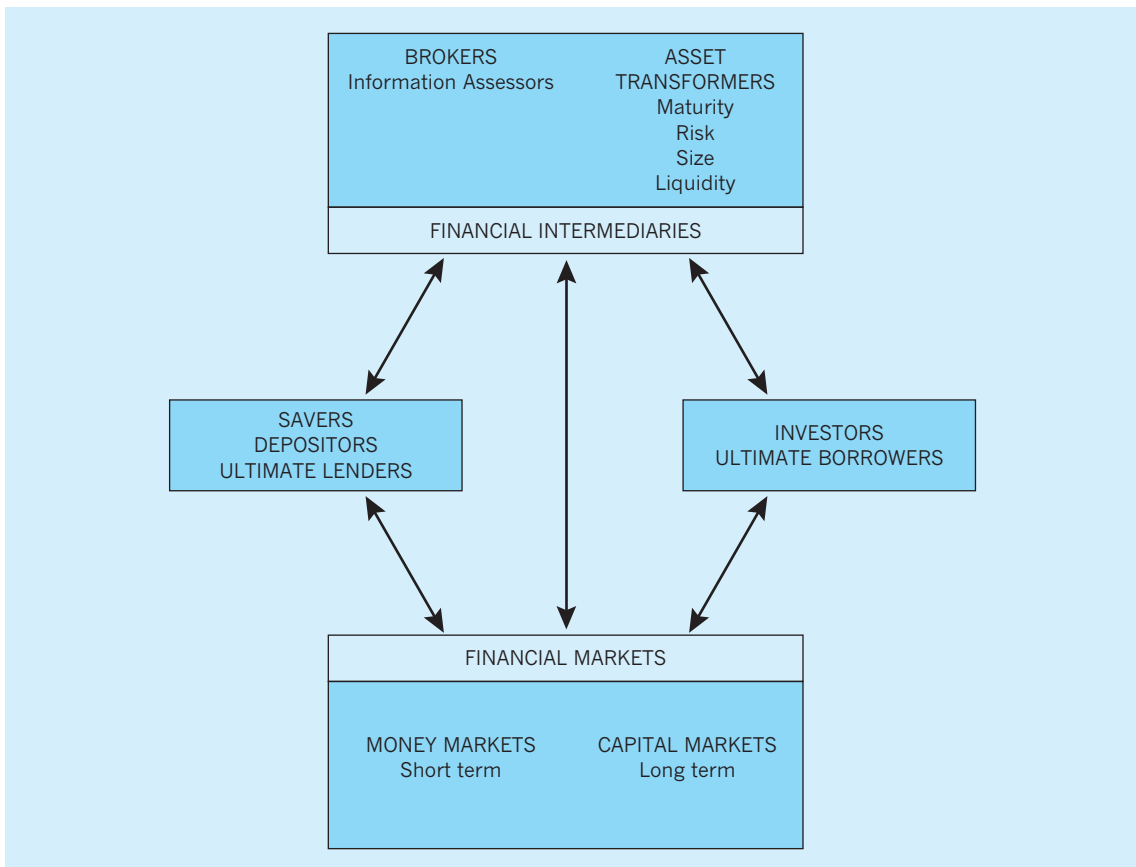 BROKERS
Information Assessors
ASSET
TRANSFORMERS
Maturity
Risk
Size
Liquidity
FINANCIAL INTERMEDIARIES
SAVERS
DEPOSITORS
ULTIMATE LENDERS
INVESTORS
ULTIMATE BORROWERS
FINANCIAL MARKETS
MONEY MARKETS
Short term
CAPITAL MARKETS
Long term